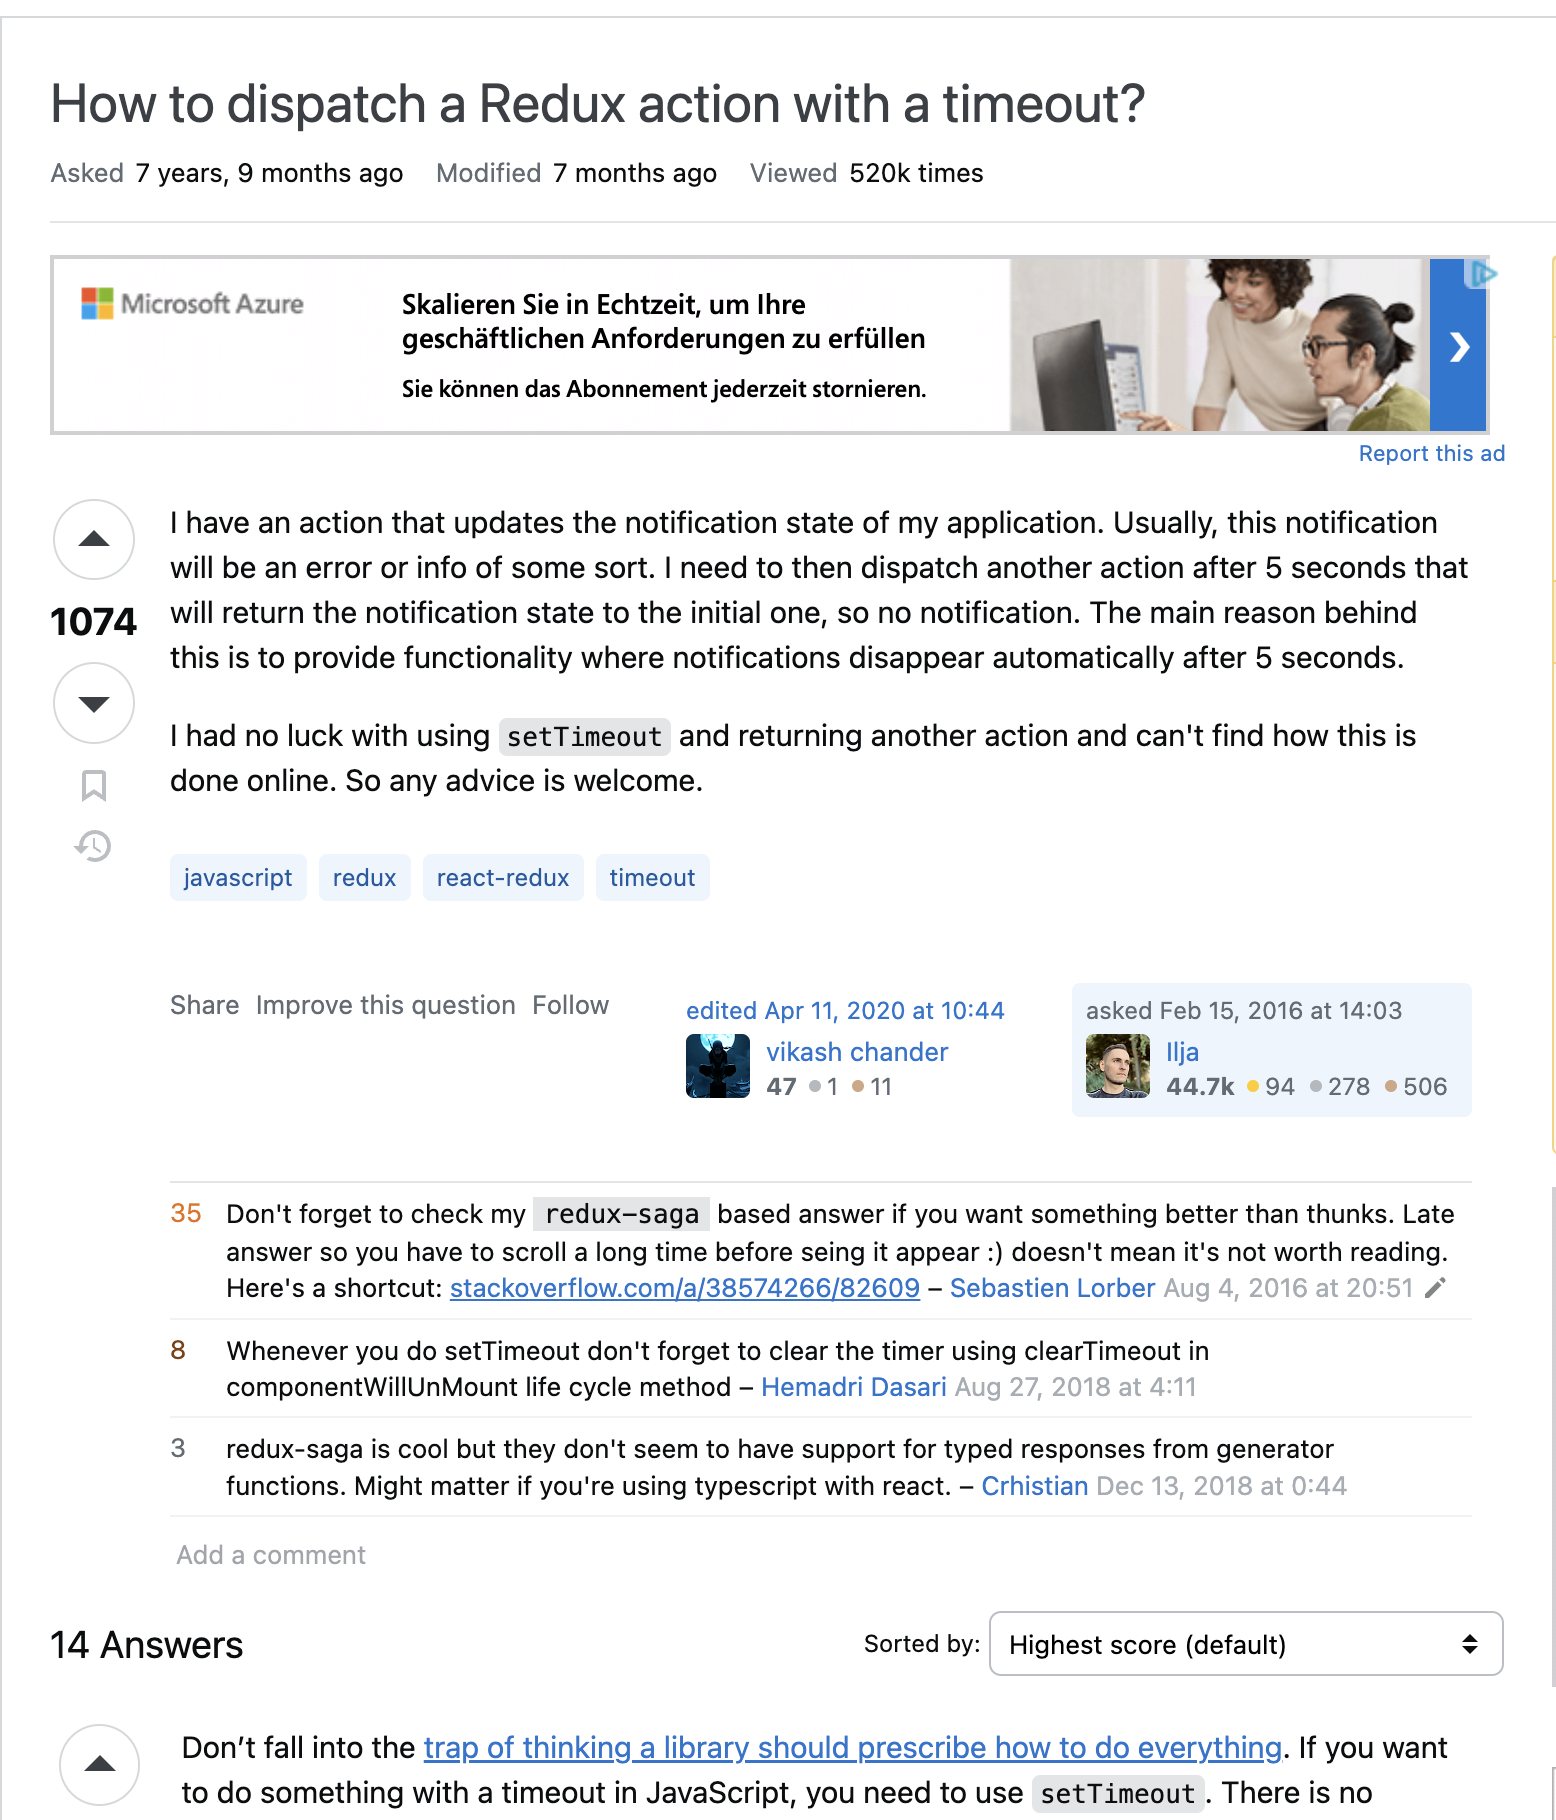 How to dispatch a Redux action with a timeout?
Asked 7 years, 9 months ago Modified 7 months ago Viewed 520k times
Microsoft Azure
Skalieren Sie in Echtzeit, um Ihre
geschäftlichen Anforderungen zu erfüllen
Sie können das Abonnement jederzeit stornieren.
Report this ad
1074
I have an action that updates the notification state of my application. Usually, this notification
will be an error or info of some sort. I need to then dispatch another action after 5 seconds that
will return the notification state to the initial one, so no notification. The main reason behind
this is to provide functionality where notifications disappear automatically after 5 seconds.
I had no luck with using setTimeout and returning another action and can't find how this is
done online. So any advice is welcome.
javascript redux react-redux timeout
Share Improve this question Follow
edited Apr 11, 2020 at 10:44
vikash chander
47 1 11
asked Feb 15, 2016 at 14:03
Ilja
44.7k 94 278 506
35 Don't forget to check my redux-saga based answer if you want something better than thunks. Late
answer so you have to scroll a long time before seing it appear :) doesn't mean it's not worth reading.
Here's a shortcut: stackoverflow.com/a/38574266/82609 – Sebastien Lorber Aug 4, 2016 at 20:51
8 Whenever you do setTimeout don't forget to clear the timer using clearTimeout in
componentWillUnMount life cycle method – Hemadri Dasari Aug 27, 2018 at 4:11
3 redux-saga is cool but they don't seem to have support for typed responses from generator
functions. Might matter if you're using typescript with react. – Crhistian Dec 13, 2018 at 0:44
Add a comment
14 Answers
Sorted by: Highest score (default)
Don’t fall into the trap of thinking a library should prescribe how to do everything. If you want
to do something with a timeout in JavaScript, you need to use setTimeout. There is no